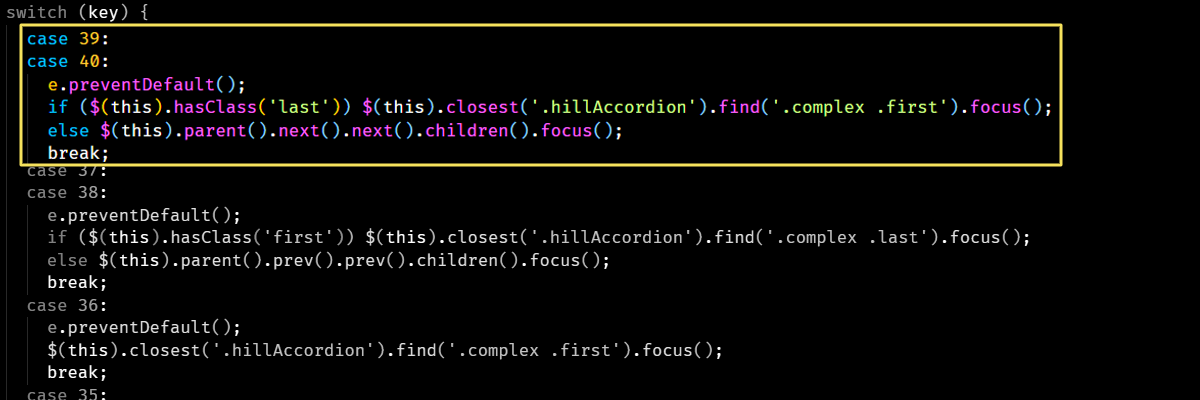 switch (key) {
case 39:
case 40:
e.preventDefault();
if ($(this).hasClass('last')) $(this).closest('.hillAccordion').find('.complex .first').focus();
else $(this).parent().next().next().children().focus();
break;
case 37:
case 38:
e.preventDefault();
if ($(this).hasClass('first')) $(this).closest('.hillAccordion').find('.complex .last').focus();
else $(this).parent().prev().prev().children().focus();
break;
case 36:
e.preventDefault();
$(this).closest('.hillAccordion').find('.complex .first').focus();
break;
case 35: